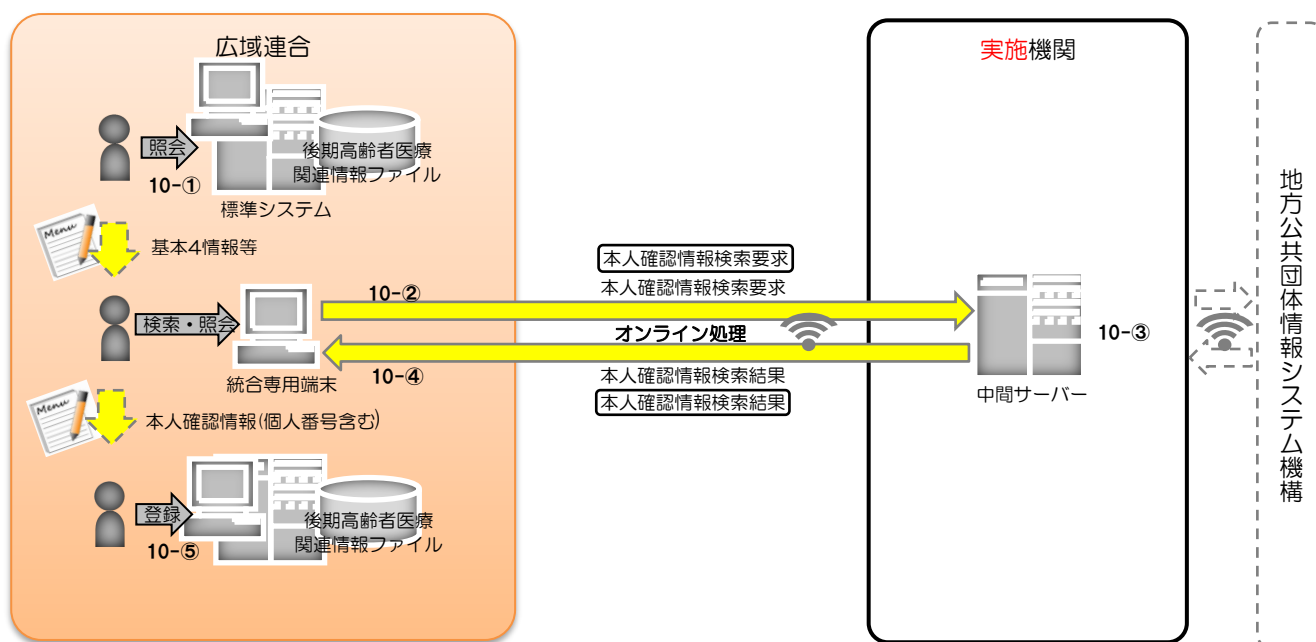 広域連合
照会
10-①
後期高齢者医療
関連情報ファイル
標準システム
Menu
基本4情報等
検索・照会
統合専用端末
10-②
本人確認情報検索要求
本人確認情報検索要求
オンライン処理
10-④
本人確認情報検索結果
本人確認情報検索結果
Menu
本人確認情報(個人番号含む)
登録
10-⑤
後期高齢者医療
関連情報ファイル
実施機関
10-③
中間サーバー
地方公共団体情報システム機構